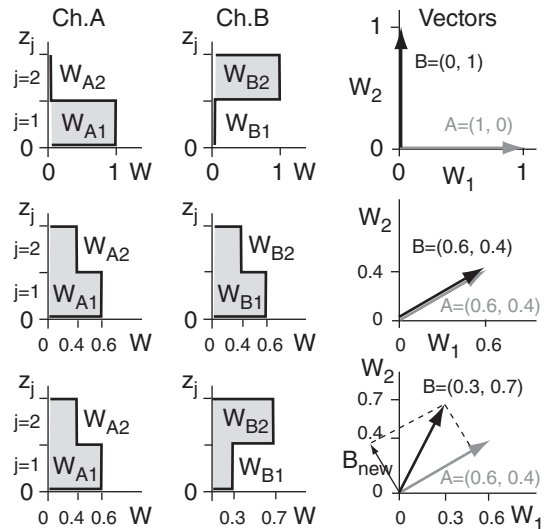 Ch.A Ch.B Vectors
z_j z_j 1
j=2 W_A2 W_B2 B=(0, 1)
W_2
j=1 W_A1 W_B1 A=(1, 0)
0 0 0
0 1 W 0 1 W 0 W_1 1
z_j z_j W_2
j=2 W_A2 W_B2 B=(0.6, 0.4)
0.4
j=1 W_A1 W_B1 A=(0.6, 0.4)
0 0 0
0 0.4 0.6 W 0 0.4 0.6 W 0 W_1 0.6
z_j z_j W_2
j=2 W_A2 W_B2 B=(0.3, 0.7)
0.7
0.4
j=1 W_A1 W_B1 B_new A=(0.6, 0.4)
0 0 0
0 0.4 0.6 W 0.3 0.7 W 0 0.3 0.6 W_1